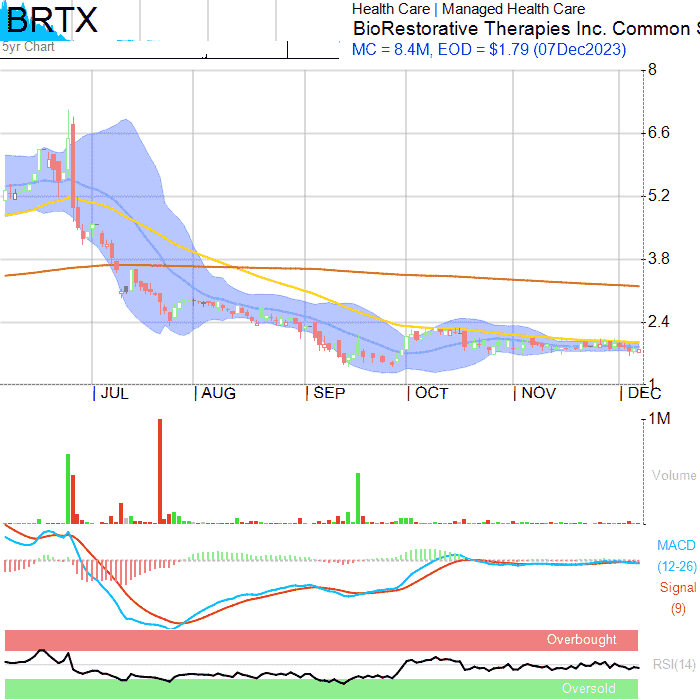 BRTX
5yr Chart
Health Care | Managed Health Care
BioRestorative Therapies Inc. Common S
MC = 8.4M, EOD = $1.79 (07Dec2023)
8
6.6
5.2
3.8
2.4
1
JUL AUG SEP OCT NOV DEC
1M
Volume
MACD
(12-26)
Signal
(9)
Overbought
RSI(14)
Oversold